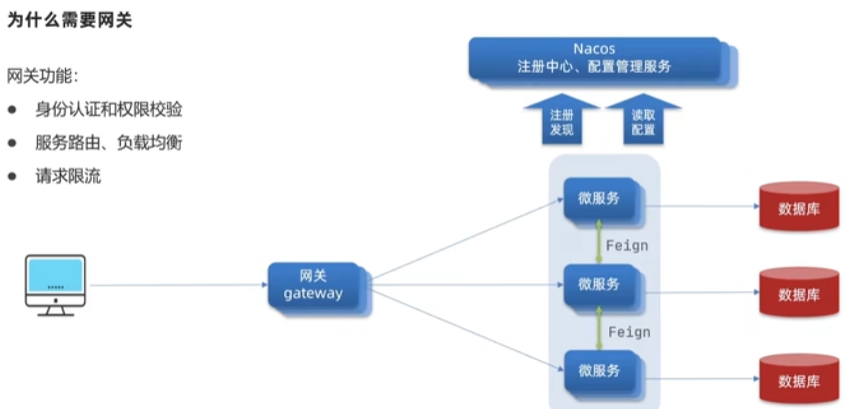 为什么需要网关
网关功能：
● 身份认证和权限校验
● 服务路由、负载均衡
● 请求限流
Nacos
注册中心、配置管理服务
注册
发现
读取
配置
微服务
数据库
Feign
网关
gateway
微服务
数据库
Feign
微服务
数据库